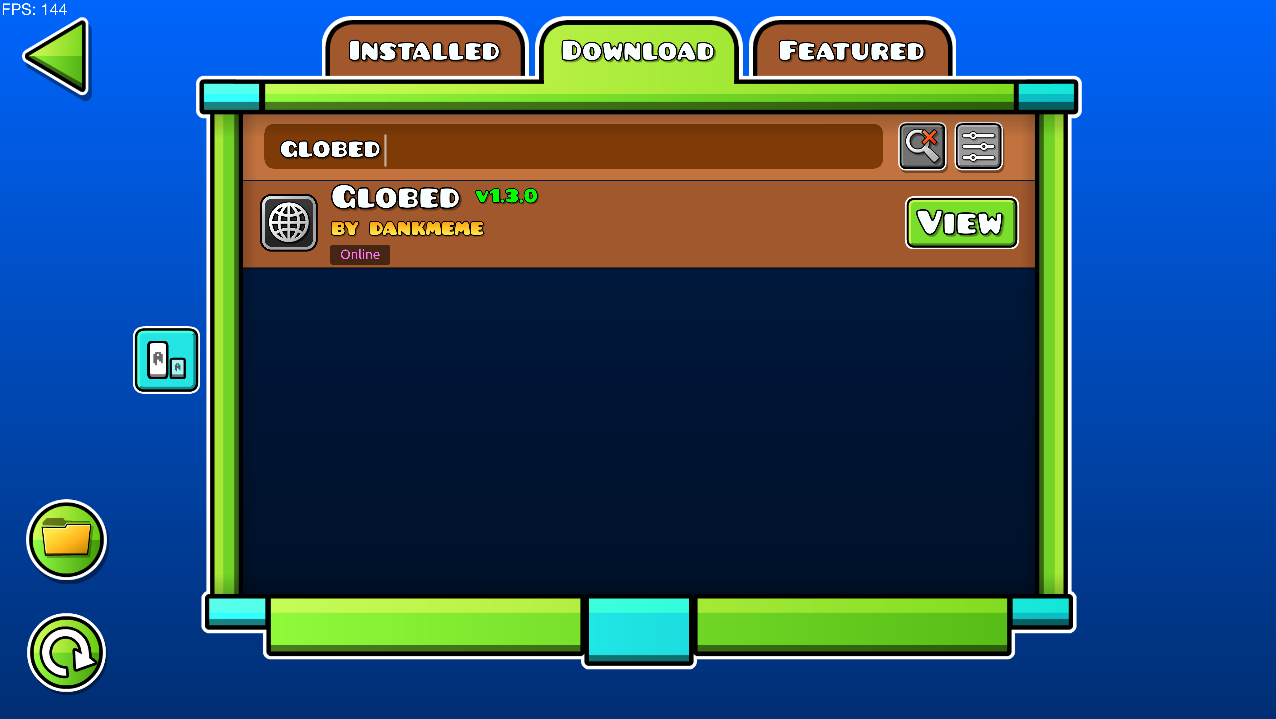 FPS: 144
Installed
Download
Featured
GLOBED
Globed v1.3.0
BY DANKMEME
Online
View